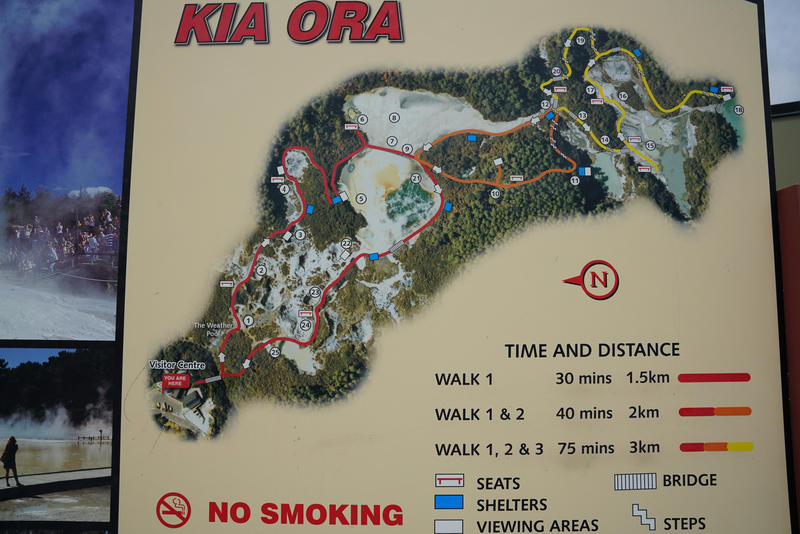 KIA ORA
19
20
16
17
12
18
13
14
15
8
6
7
9
21
11
10
5
4
3
22
2
N
23
1
24
25
The Weather
Pool
Visitor Centre
YOU ARE
HERE
TIME AND DISTANCE
WALK 1 30 mins 1.5km
WALK 1 & 2 40 mins 2km
WALK 1, 2 & 3 75 mins 3km
SEATS BRIDGE
SHELTERS
VIEWING AREAS STEPS
NO SMOKING